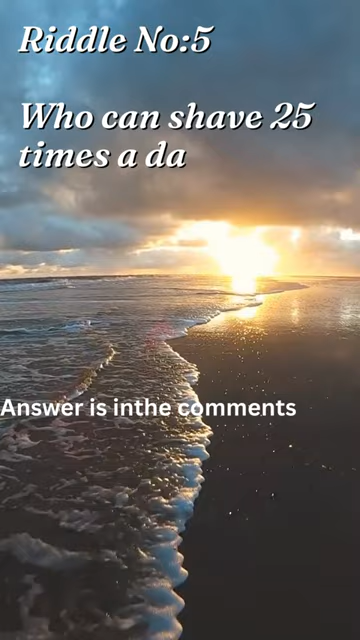 Riddle No:5
Who can shave 25
times a da
Answer is inthe comments